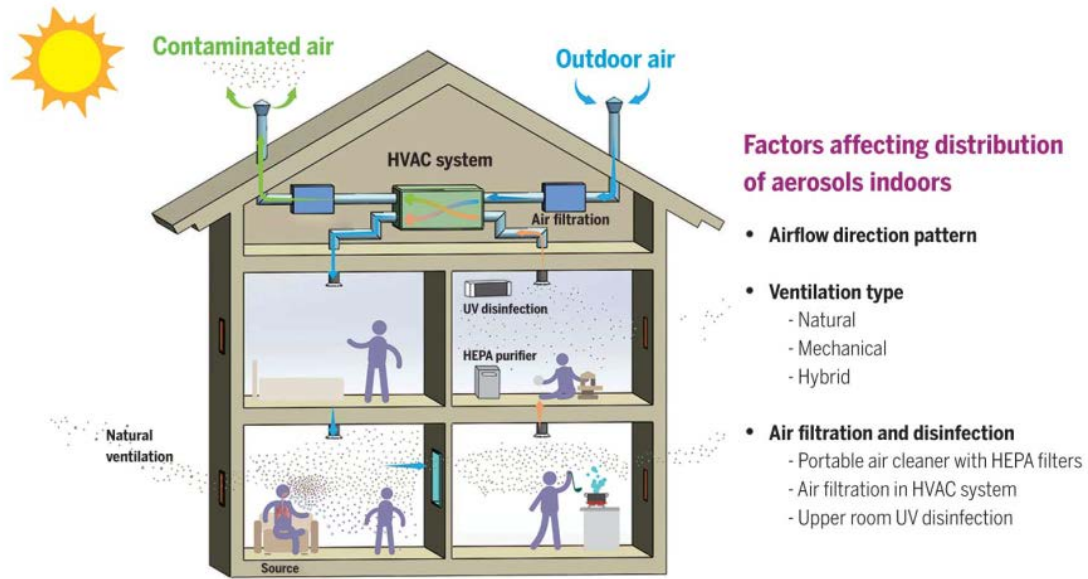 Contaminated air
Outdoor air
HVAC system
Air filtration
UV disinfection
HEPA purifier
Natural
ventilation
Source
Factors affecting distribution
of aerosols indoors
• Airflow direction pattern
• Ventilation type
- Natural
- Mechanical
- Hybrid
• Air filtration and disinfection
- Portable air cleaner with HEPA filters
- Air filtration in HVAC system
- Upper room UV disinfection